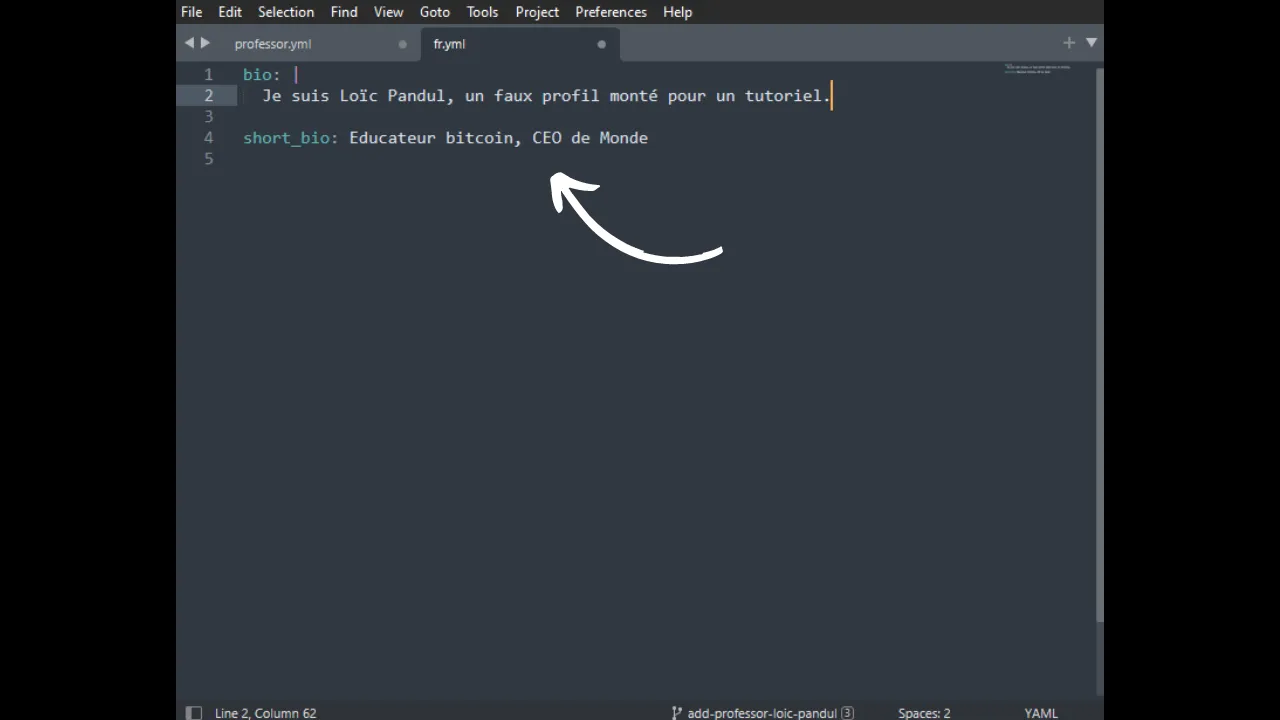 File Edit Selection Find View Goto Tools Project Preferences Help
professor.yml fr.yml
1 bio: |
2 Je suis Loïc Pandul, un faux profil monté pour un tutoriel.
3
4 short_bio: Educateur bitcoin, CEO de Monde
5
Line 2, Column 62 add-professor-loic-pandul 3 Spaces: 2 YAML